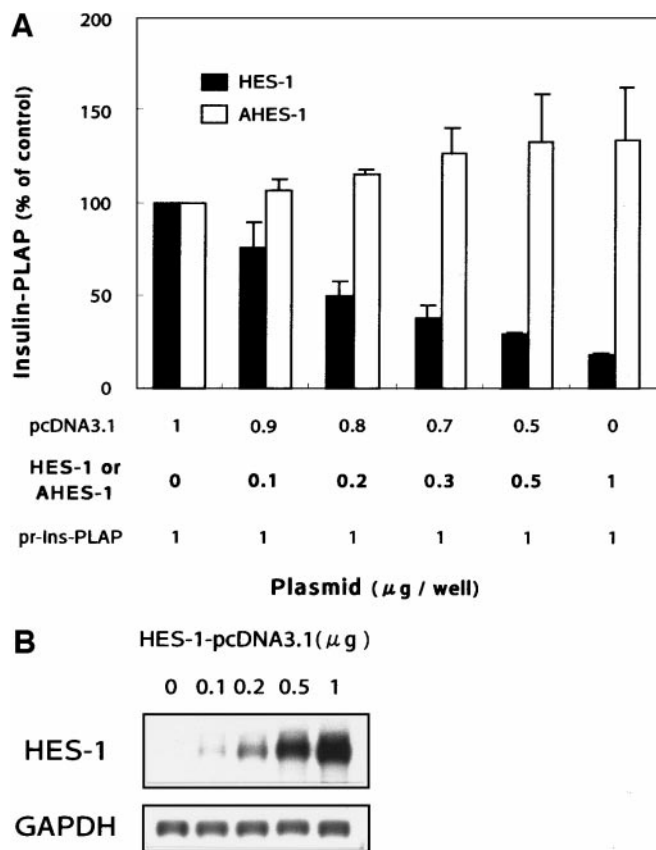 A
200
150
100
50
0
Insulin-PLAP (% of control)
HES-1
AHES-1
pcDNA3.1 1 0.9 0.8 0.7 0.5 0
HES-1 or
AHES-1 0 0.1 0.2 0.3 0.5 1
pr-Ins-PLAP 1 1 1 1 1 1
Plasmid (μg / well)
B
HES-1-pcDNA3.1(μg)
0 0.1 0.2 0.5 1
HES-1
GAPDH